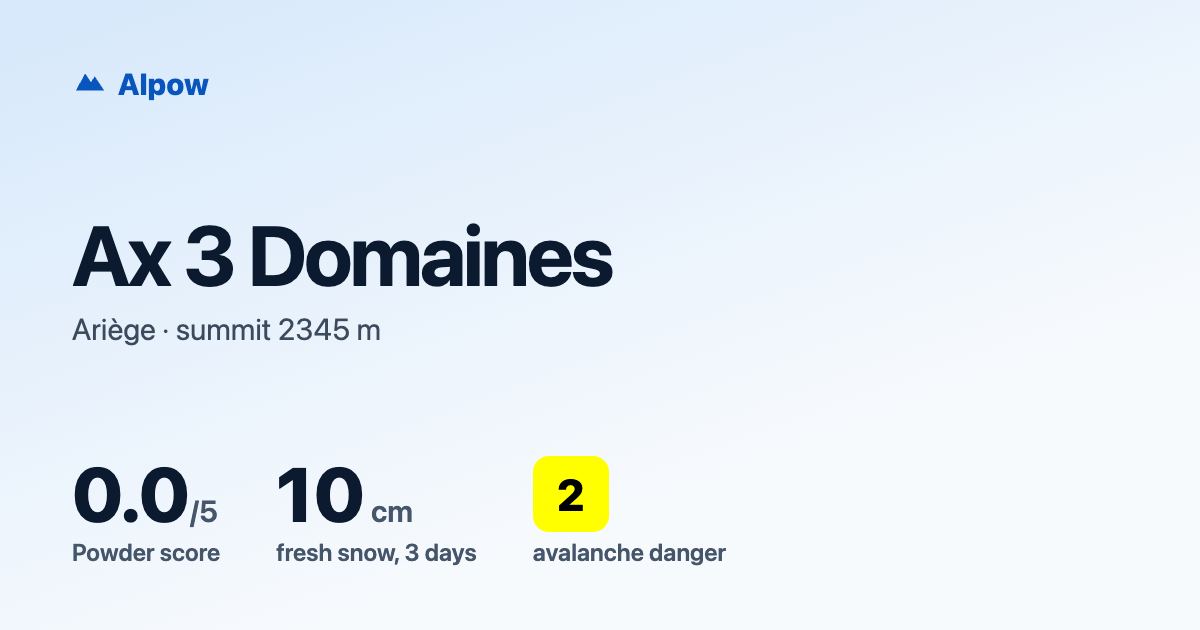 Alpow
Ax 3 Domaines
Ariège · summit 2345 m
0.0/5
Powder score
10 cm
fresh snow, 3 days
2
avalanche danger